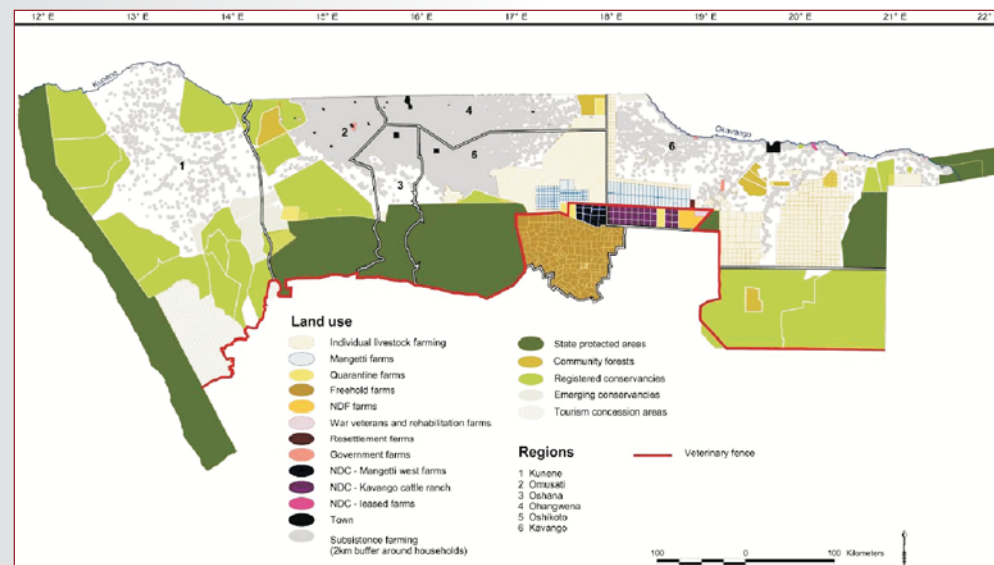 12° E 13° E 14° E 15° E 16° E 17° E 18° E 19° E 20° E 21° E 22°
Kunene
Okavango
1
2
3
4
5
6
Land use
Individual livestock farming
Mangetti farms
Quarantine farms
Freehold farms
NDF farms
War veterans and rehabilitation farms
Resettlement farms
Government farms
NDC - Mangetti west farms
NDC - Kavango cattle ranch
NDC - leased farms
Town
Subsistence farming
(2km buffer around households)
State protected areas
Community forests
Registered conservancies
Emerging conservancies
Tourism concession areas
Regions
1 Kunene
2 Omusati
3 Oshana
4 Ohangwena
5 Oshikoto
6 Kavango
Veterinary fence
100 0 100 Kilometers